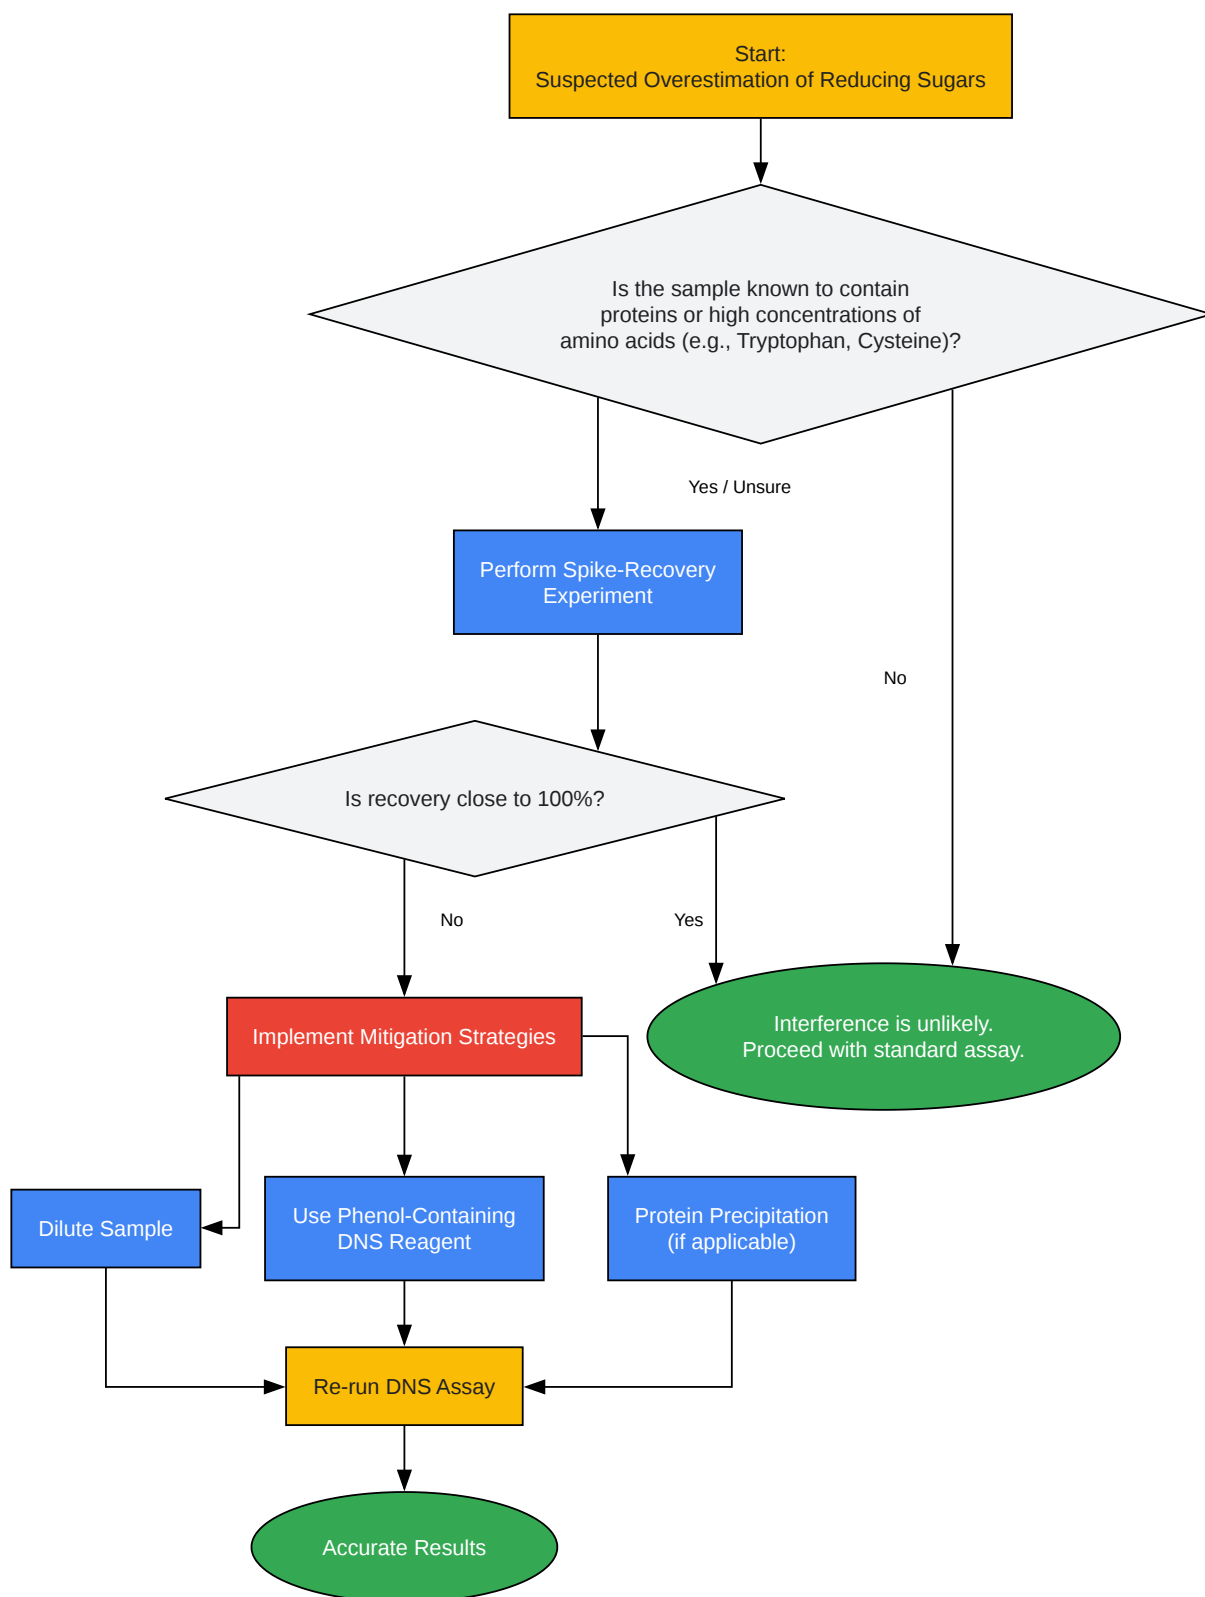 Start:
Suspected Overestimation of Reducing Sugars
Is the sample known to contain
proteins or high concentrations of
amino acids (e.g., Tryptophan, Cysteine)?
Yes / Unsure
Perform Spike-Recovery
Experiment
No
Is recovery close to 100%?
No
Yes
Implement Mitigation Strategies
Interference is unlikely.
Proceed with standard assay.
Dilute Sample
Use Phenol-Containing
DNS Reagent
Protein Precipitation
(if applicable)
Re-run DNS Assay
Accurate Results